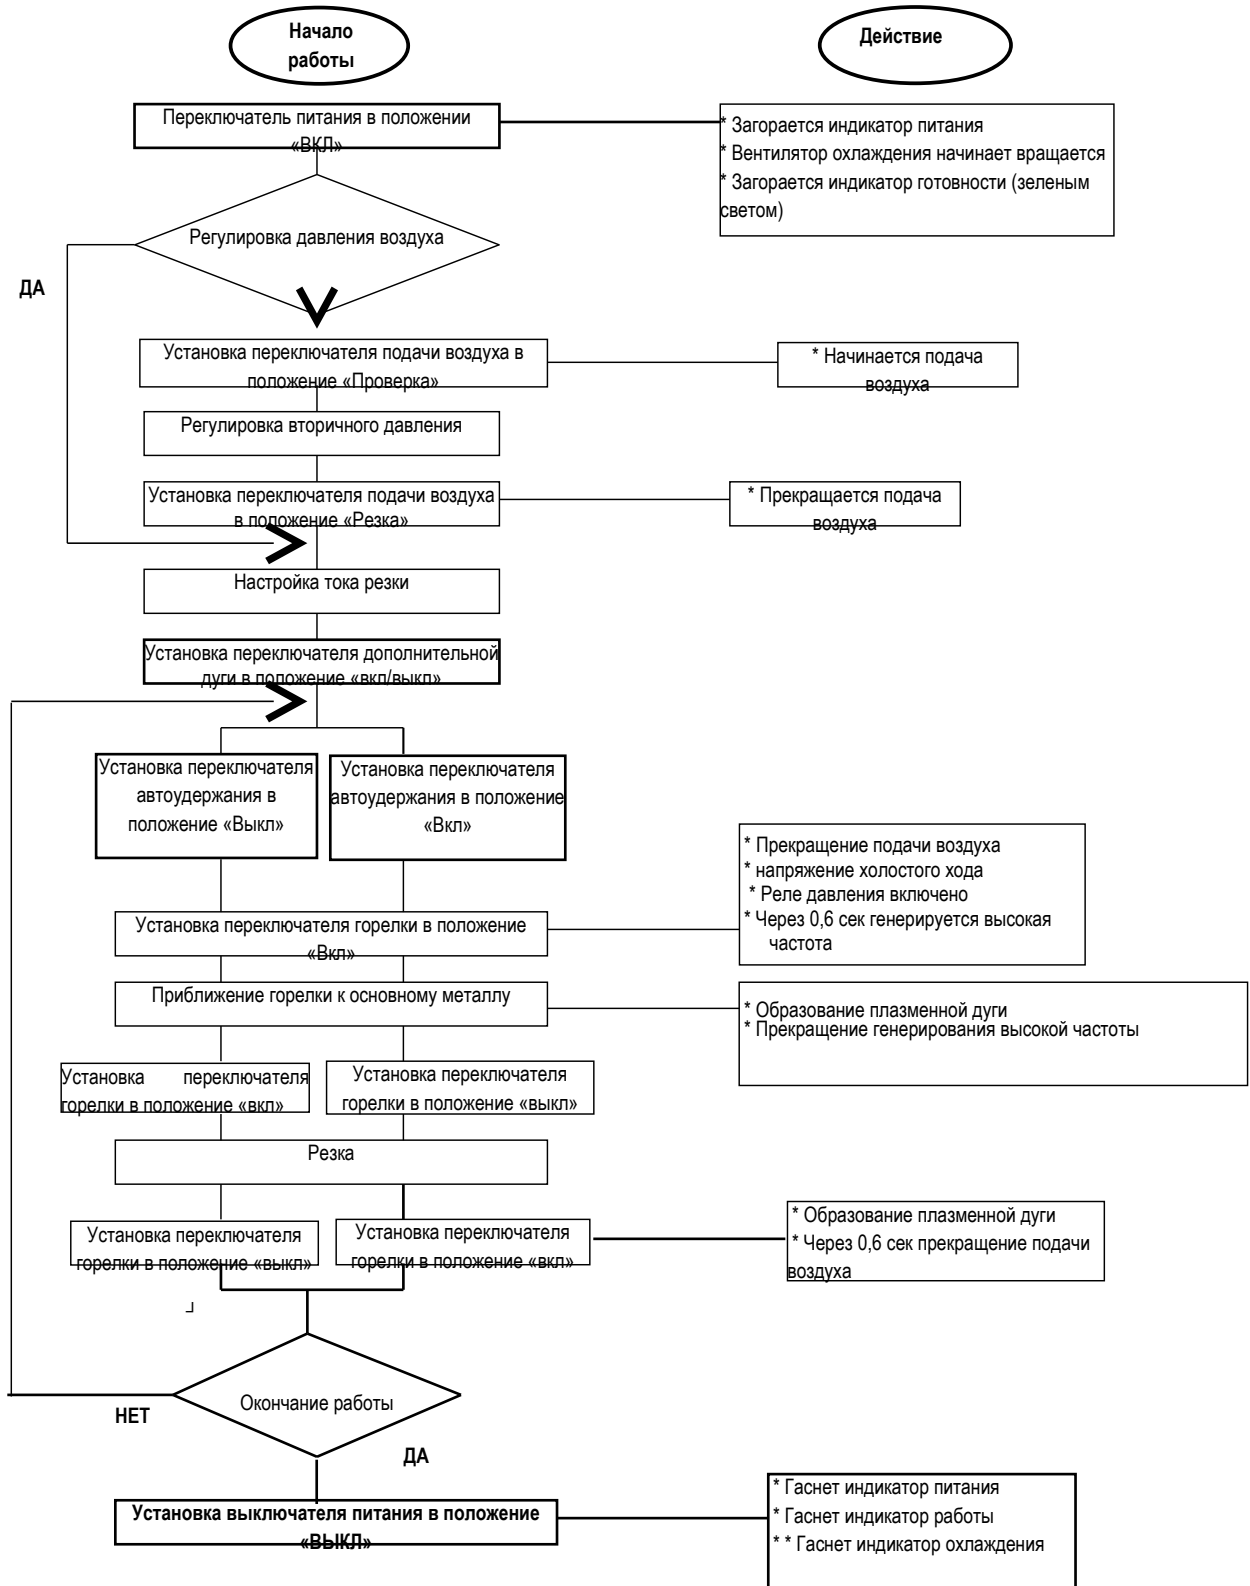 Начало
работы
Действие
Переключатель питания в положении
«ВКЛ»
* Загорается индикатор питания
* Вентилятор охлаждения начинает вращается
* Загорается индикатор готовности (зеленым
светом)
Регулировка давления воздуха
ДА
Установка переключателя подачи воздуха в
положение «Проверка»
* Начинается подача
воздуха
Регулировка вторичного давления
Установка переключателя подачи воздуха
в положение «Резка»
* Прекращается подача
воздуха
Настройка тока резки
Установка переключателя дополнительной
дуги в положение «вкл/выкл»
Установка переключателя
автоудержания в
положение «Выкл»
Установка переключателя
автоудержания в положение
«Вкл»
* Прекращение подачи воздуха
* напряжение холостого хода
* Реле давления включено
* Через 0,6 сек генерируется высокая
частота
Установка переключателя горелки в положение
«Вкл»
Приближение горелки к основному металлу
* Образование плазменной дуги
* Прекращение генерирования высокой частоты
Установка переключателя
горелки в положение «вкл»
Установка переключателя
горелки в положение «выкл»
Резка
Установка переключателя
горелки в положение «выкл»
Установка переключателя
горелки в положение «вкл»
* Образование плазменной дуги
* Через 0,6 сек прекращение подачи
воздуха
Окончание работы
НЕТ
ДА
Установка выключателя питания в положение
«ВЫКЛ»
* Гаснет индикатор питания
* Гаснет индикатор работы
* * Гаснет индикатор охлаждения